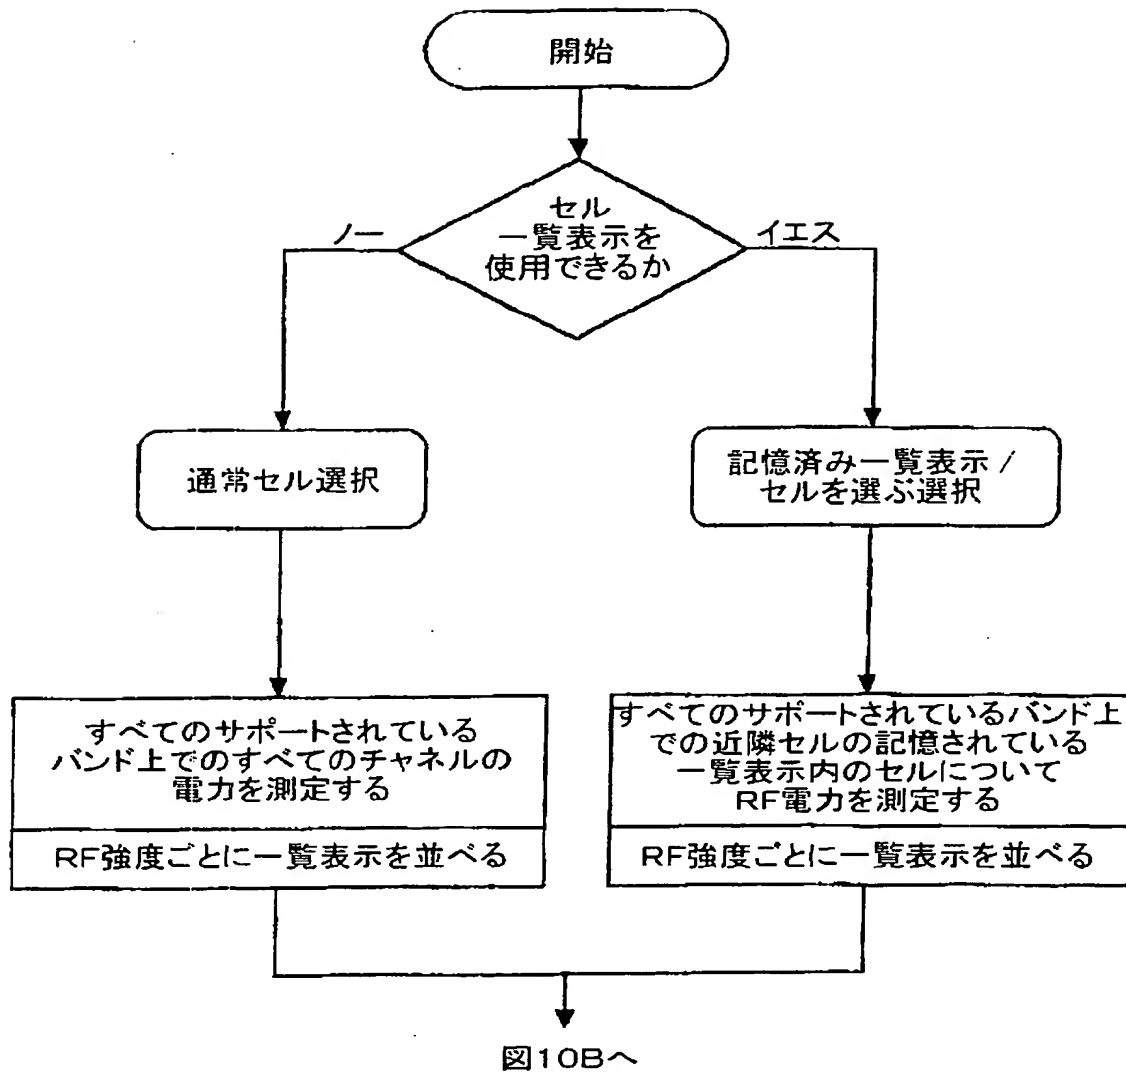 開始
セル
一覧表示を
使用できるか
ノー
イエス
通常セル選択
記憶済み一覧表示/
セルを選ぶ選択
すべてのサポートされている
バンド上でのすべてのチャネルの
電力を測定する
RF強度ごとに一覧表示を並べる
すべてのサポートされているバンド上
での近隣セルの記憶されている
一覧表示内のセルについて
RF電力を測定する
RF強度ごとに一覧表示を並べる
図10Bへ